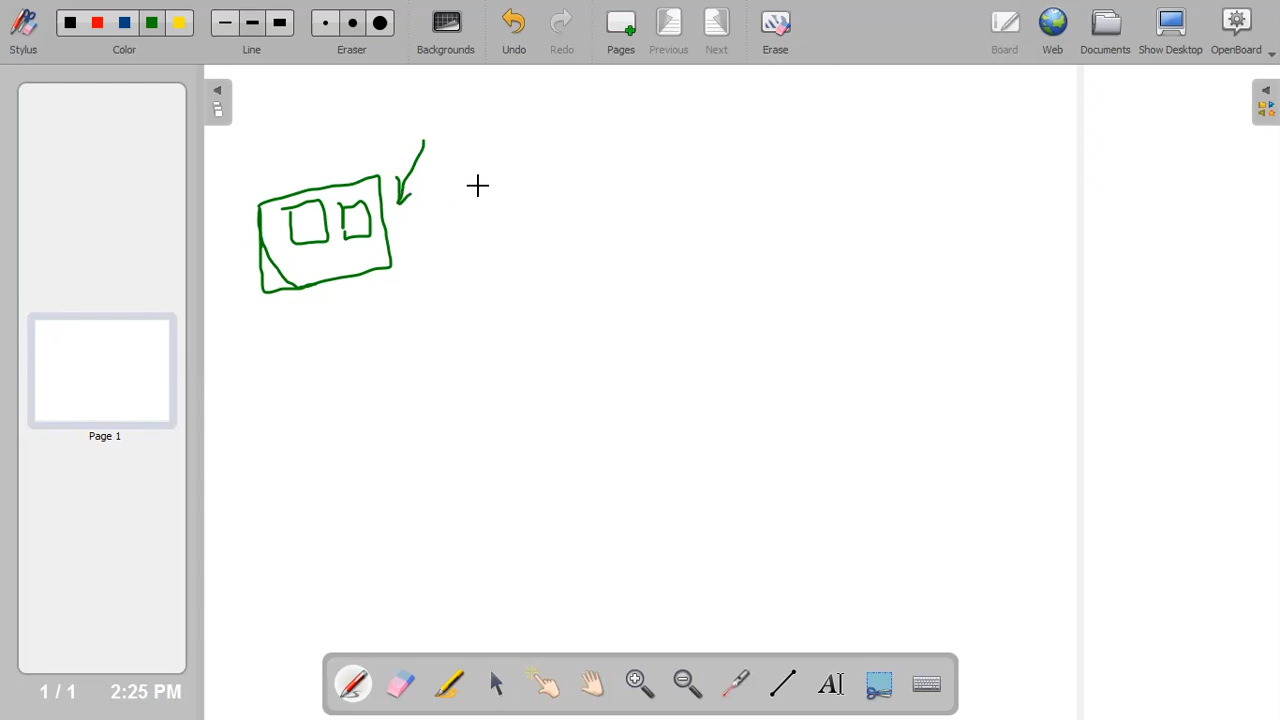 Stylus
Color
Line
Eraser
Backgrounds
Undo
Redo
Pages
Previous
Next
Erase
Board
Web
Documents
Show Desktop
OpenBoard
Page 1
1 / 1
2:25 PM